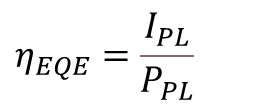 η_EQE = I_PL / P_PL